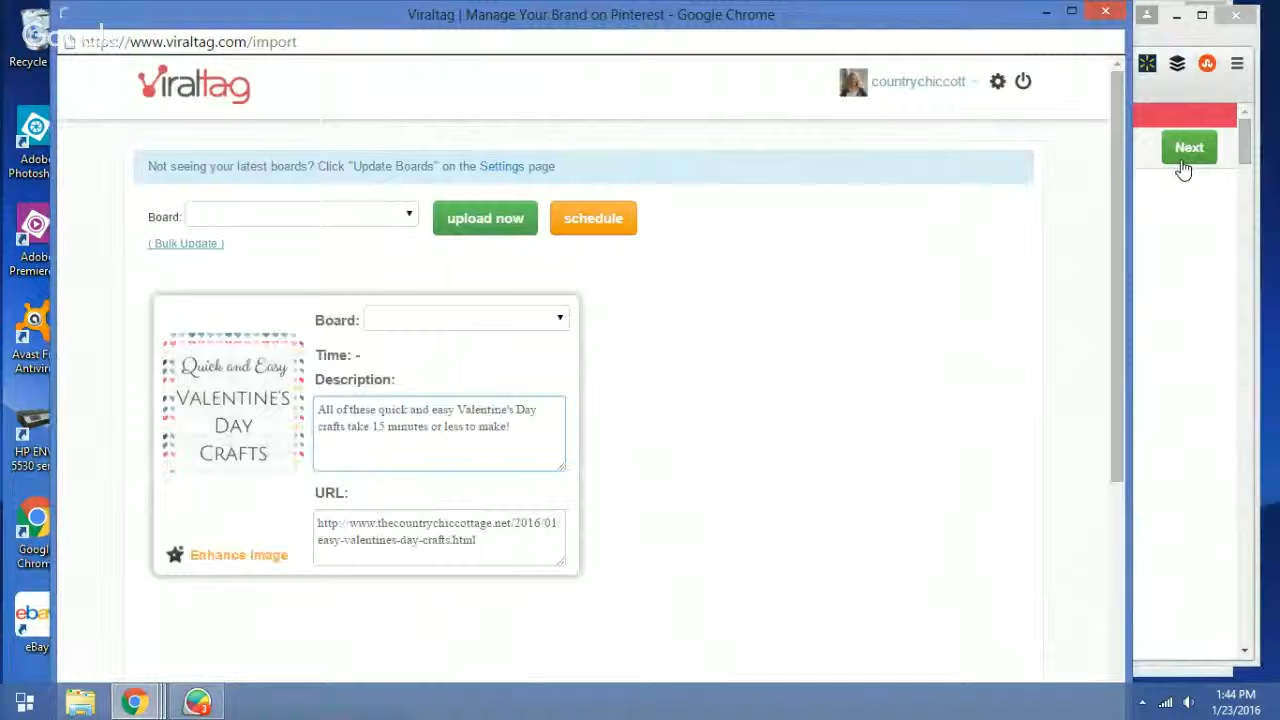 Viraltag | Manage Your Brand on Pinterest - Google Chrome
https://www.viraltag.com/import
Recycle
viraltag
countrychiccott
Next
Not seeing your latest boards? Click "Update Boards" on the Settings page
Board:
upload now
schedule
( Bulk Update )
Adobe
Photosh
Quick and Easy
VALENTINE'S
DAY
CRAFTS
Board:
Time: -
Description:
All of these quick and easy Valentine's Day
crafts take 15 minutes or less to make!
URL:
http://www.thecountrychiccottage.net/2016/01/
easy-valentines-day-crafts.html
Enhance Image
Adobe
Premiere
Avast F
Antivir
HP ENV
5530 ser
Googl
Chrom
ebay
eBay
3
1:44 PM
1/23/2016